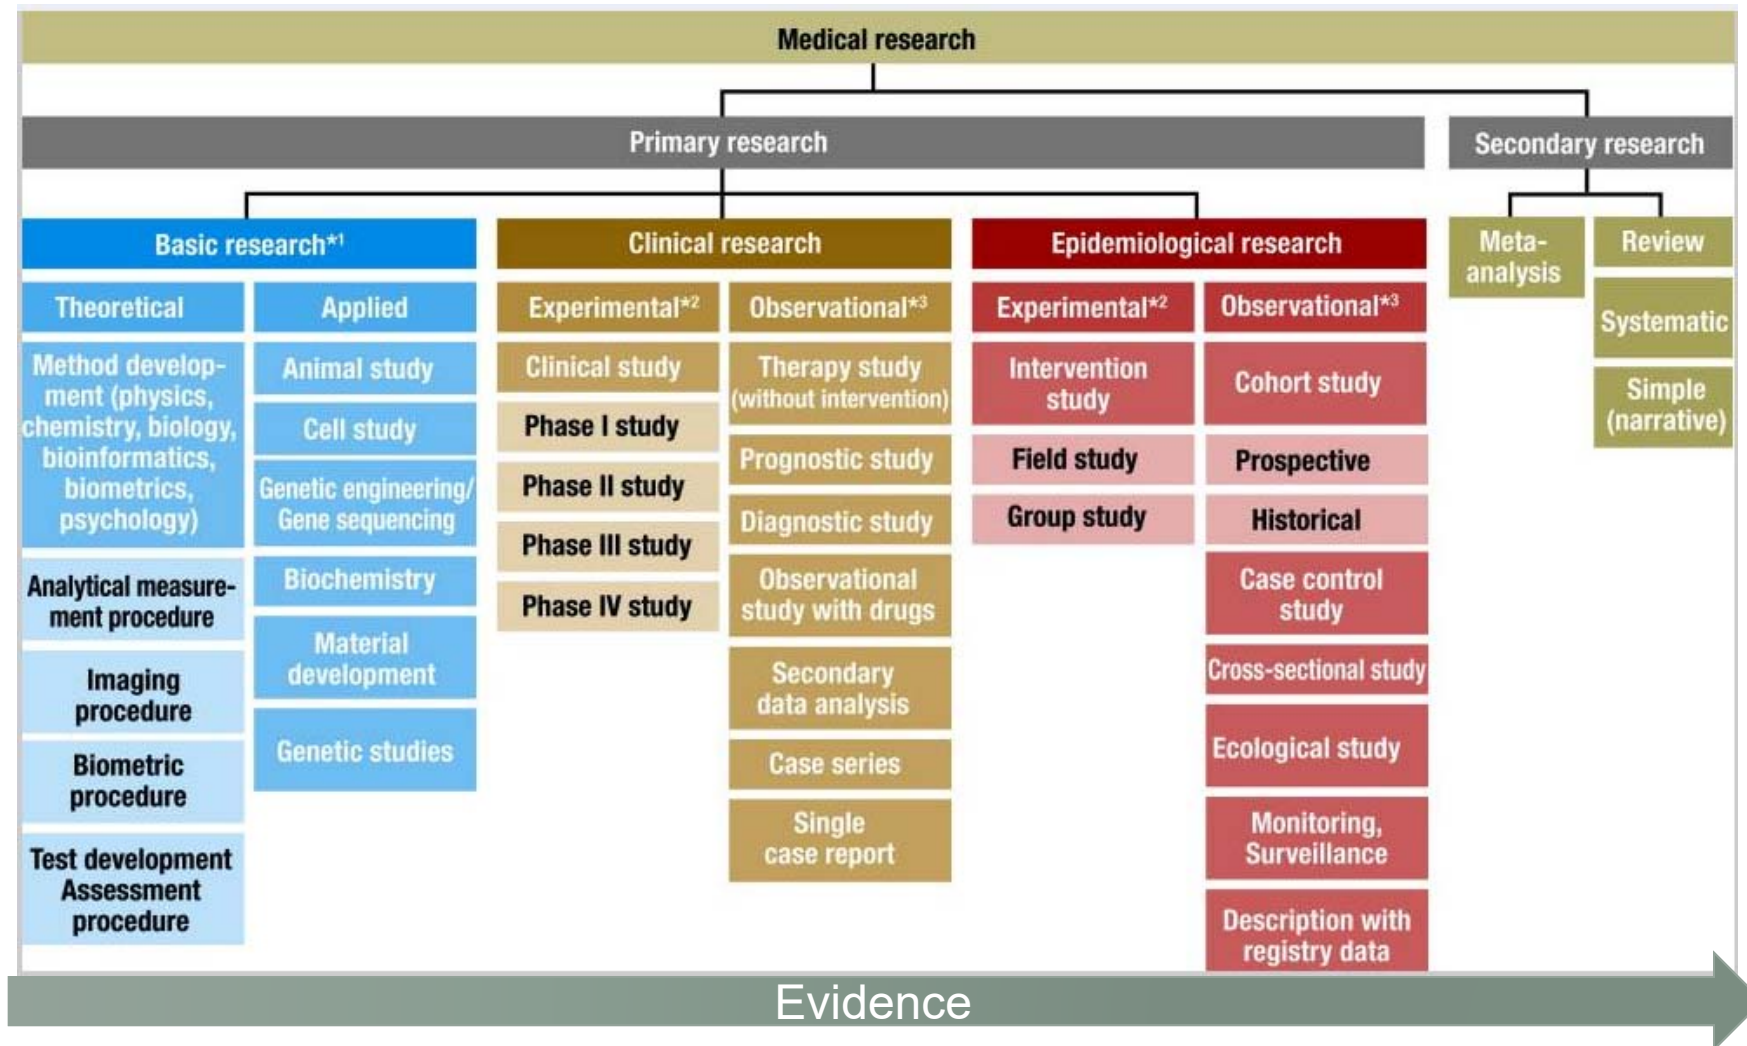 Medical research
Primary research
Secondary research
Basic research*1
Clinical research
Epidemiological research
Meta-
analysis
Review
Systematic
Simple
(narrative)
Theoretical
Method develop-
ment (physics,
chemistry, biology,
bioinformatics,
biometrics,
psychology)
Analytical measure-
ment procedure
Imaging
procedure
Biometric
procedure
Test development
Assessment
procedure
Applied
Animal study
Cell study
Genetic engineering/
Gene sequencing
Biochemistry
Material
development
Genetic studies
Experimental*2
Clinical study
Phase I study
Phase II study
Phase III study
Phase IV study
Observational*3
Therapy study
(without intervention)
Prognostic study
Diagnostic study
Observational
study with drugs
Secondary
data analysis
Case series
Single
case report
Experimental*2
Intervention
study
Field study
Group study
Observational*3
Cohort study
Prospective
Historical
Case control
study
Cross-sectional study
Ecological study
Monitoring,
Surveillance
Description with
registry data
Evidence